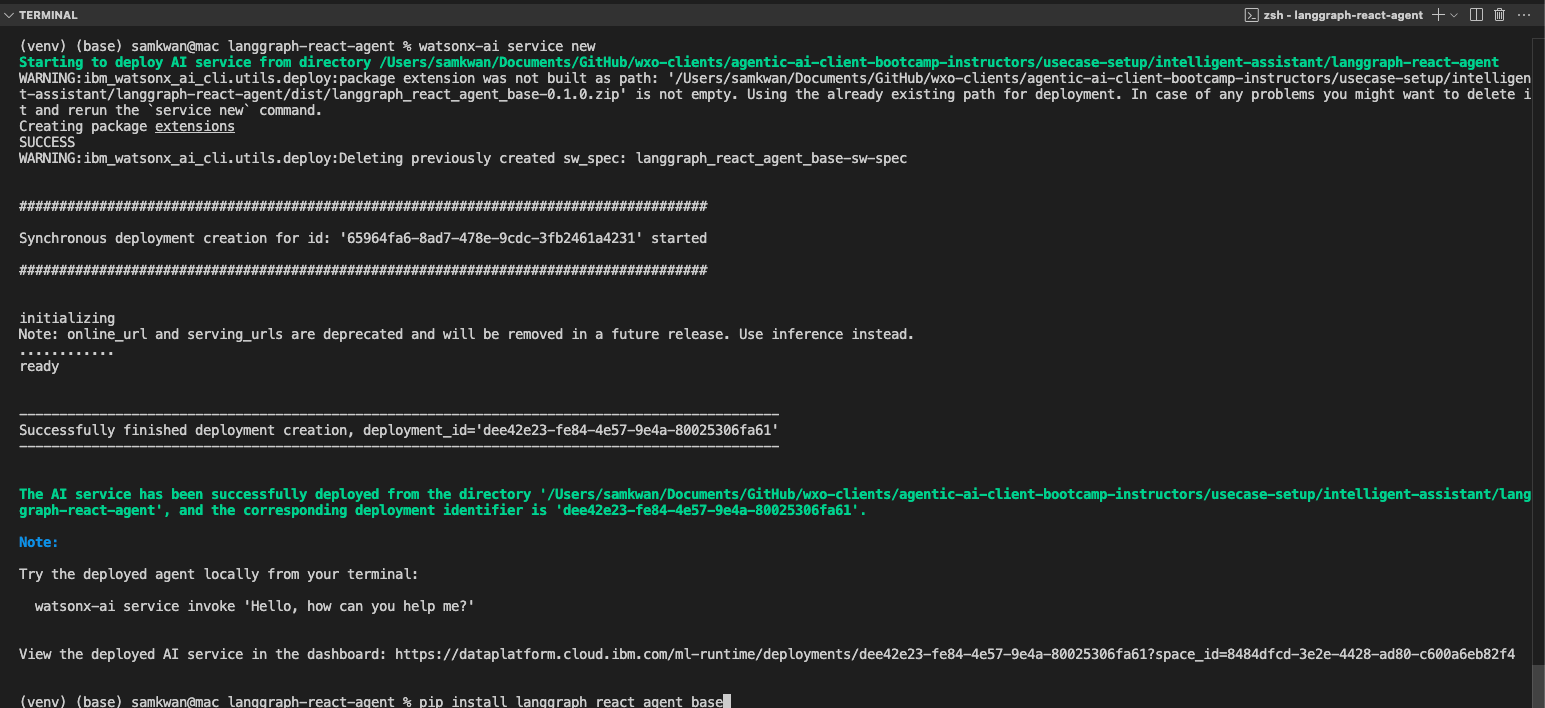 TERMINAL
zsh - langgraph-react-agent
(venv) (base) samkwan@mac langgraph-react-agent % watsonx-ai service new
Starting to deploy AI service from directory /Users/samkwan/Documents/GitHub/wxo-clients/agentic-ai-client-bootcamp-instructors/usecase-setup/intelligent-assistant/langgraph-react-agent
WARNING:ibm_watsonx_ai_cli.utils.deploy:package extension was not built as path: '/Users/samkwan/Documents/GitHub/wxo-clients/agentic-ai-client-bootcamp-instructors/usecase-setup/intelligen
t-assistant/langgraph-react-agent/dist/langgraph_react_agent_base-0.1.0.zip' is not empty. Using the already existing path for deployment. In case of any problems you might want to delete i
t and rerun the `service new` command.
Creating package extensions
SUCCESS
WARNING:ibm_watsonx_ai_cli.utils.deploy:Deleting previously created sw_spec: langgraph_react_agent_base-sw-spec
######################################################################################
Synchronous deployment creation for id: '65964fa6-8ad7-478e-9cdc-3fb2461a4231' started
######################################################################################
initializing
Note: online_url and serving_urls are deprecated and will be removed in a future release. Use inference instead.
............
ready
-----------------------------------------------------------------------------------------------
Successfully finished deployment creation, deployment_id='dee42e23-fe84-4e57-9e4a-80025306fa61'
-----------------------------------------------------------------------------------------------
The AI service has been successfully deployed from the directory '/Users/samkwan/Documents/GitHub/wxo-clients/agentic-ai-client-bootcamp-instructors/usecase-setup/intelligent-assistant/lang
graph-react-agent', and the corresponding deployment identifier is 'dee42e23-fe84-4e57-9e4a-80025306fa61'.
Note:
Try the deployed agent locally from your terminal:
watsonx-ai service invoke 'Hello, how can you help me?'
View the deployed AI service in the dashboard: https://dataplatform.cloud.ibm.com/ml-runtime/deployments/dee42e23-fe84-4e57-9e4a-80025306fa61?space_id=8484dfcd-3e2e-4428-ad80-c600a6eb82f4
(venv) (base) samkwan@mac langgraph-react-agent % pip install langgraph_react_agent_base